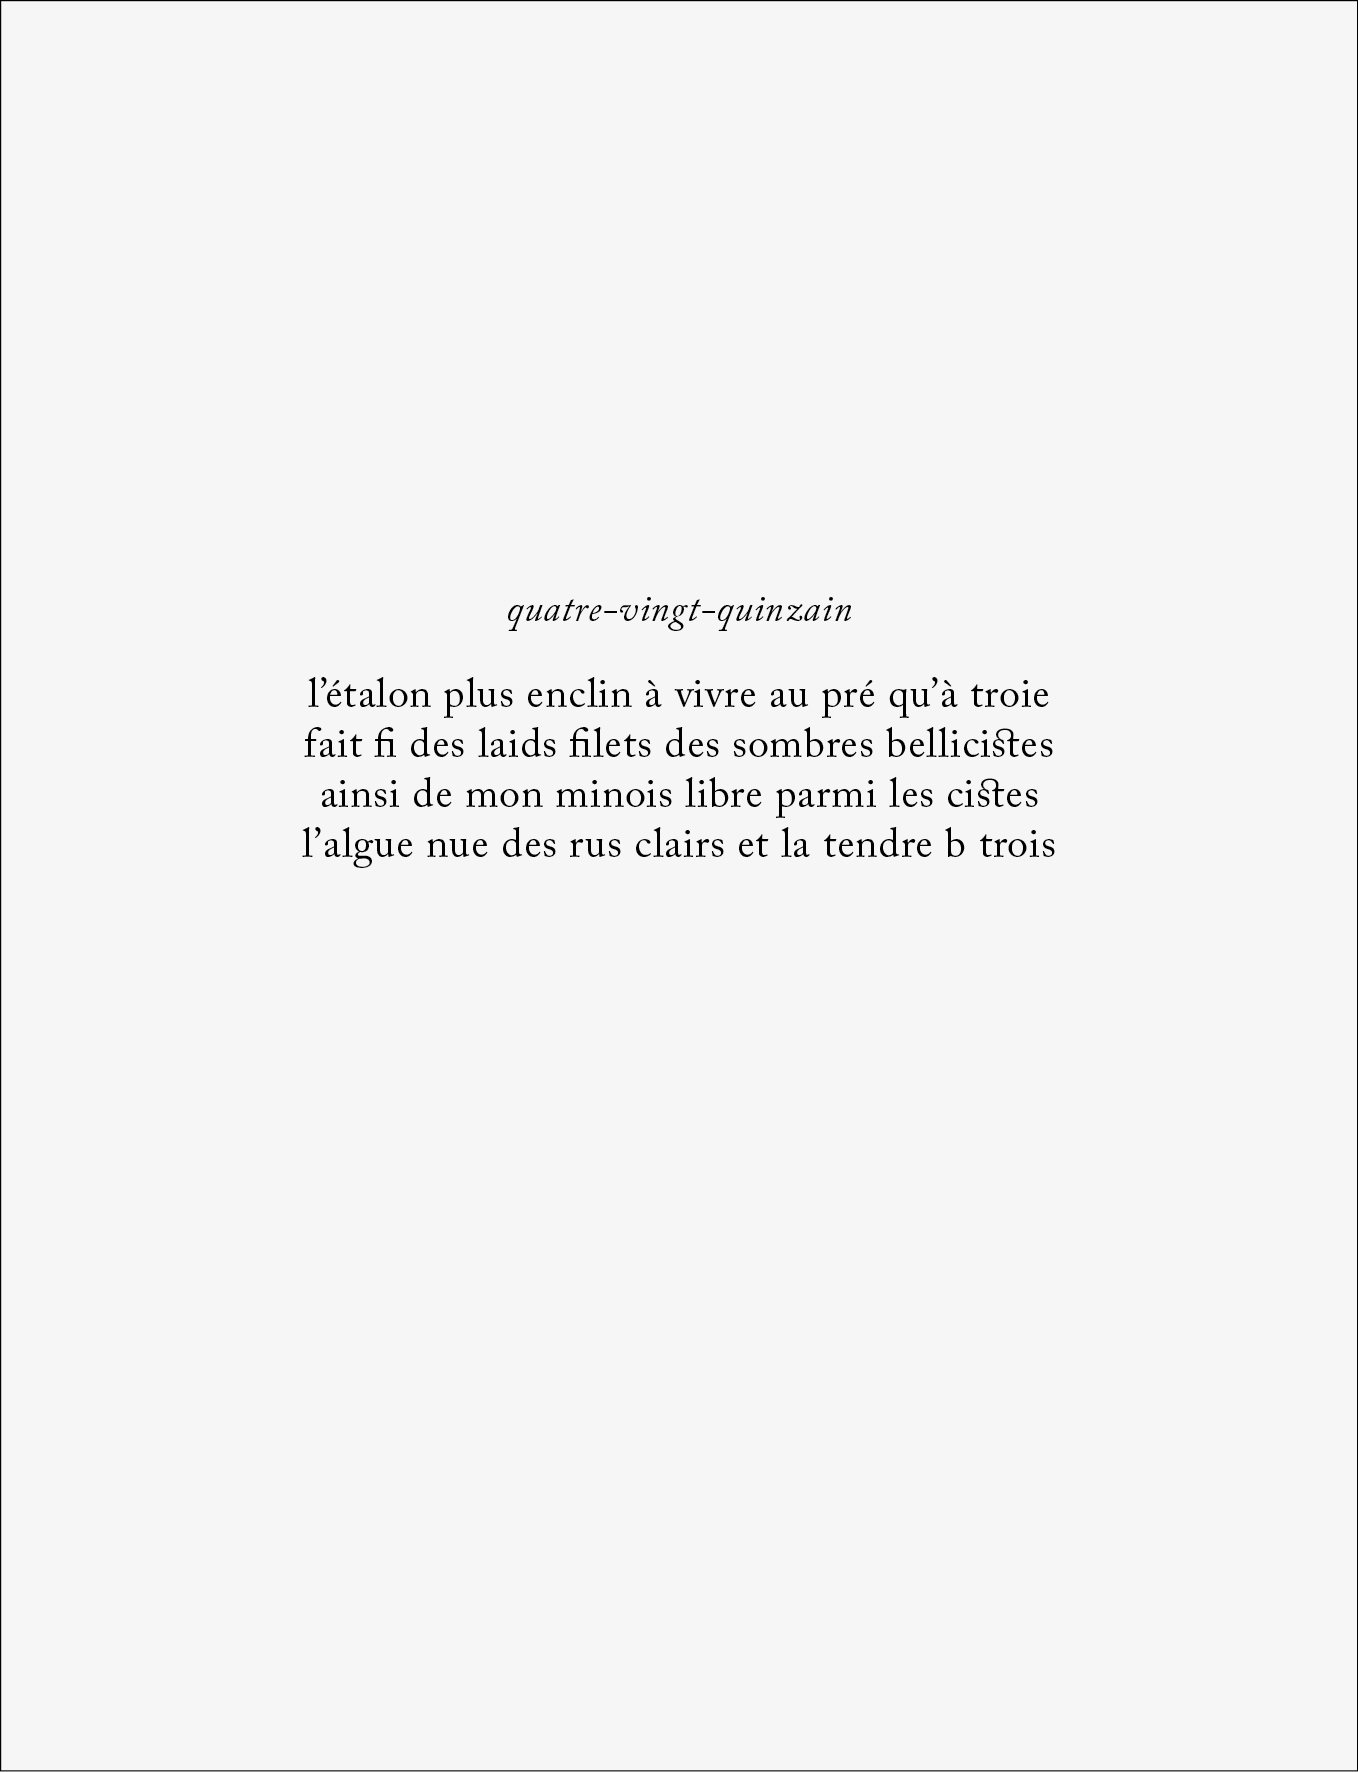 quatre-vingt-quinzain
l’étalon plus enclin à vivre au pré qu’à troie
fait fi des laids filets des sombres bellicistes
ainsi de mon minois libre parmi les cistes
l’algue nue des rus clairs et la tendre b trois